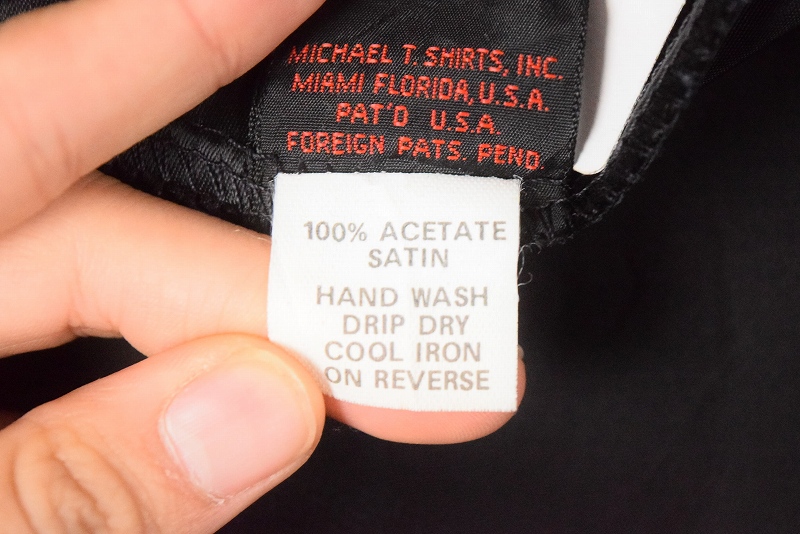 MICHAEL T. SHIRTS, INC.
MIAMI FLORIDA, U.S.A.
PAT'D U.S.A.
FOREIGN PATS. PEND.
100% ACETATE
SATIN
HAND WASH
DRIP DRY
COOL IRON
ON REVERSE